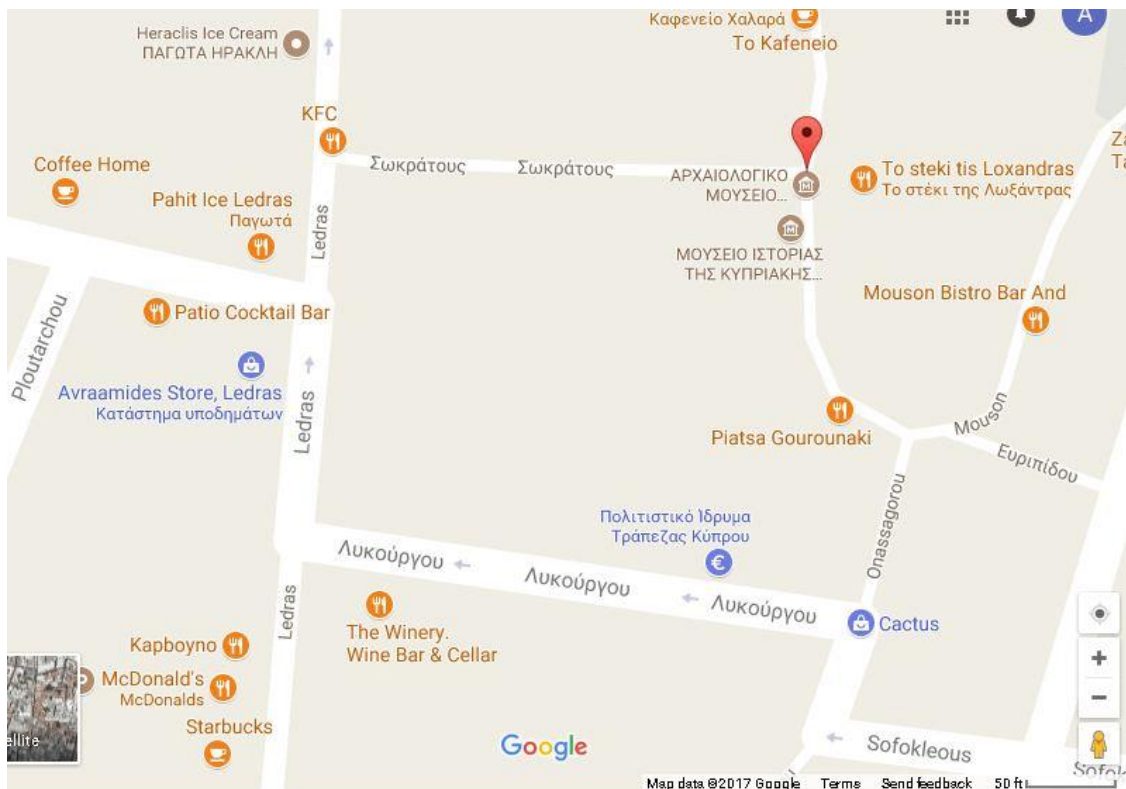 Heraclis Ice Cream
ΠΑΓΩΤΑ ΗΡΑΚΛΗ
Καφενείο Χαλαρά
To Kafeneio
A
KFC
Coffee Home
Σωκράτους
Σωκράτους
ΑΡΧΑΙΟΛΟΓΙΚΟ
ΜΟΥΣΕΙΟ...
To steki tis Loxandras
Το στέκι της Λωξάντρας
Pahit Ice Ledras
Παγωτά
Ledras
ΜΟΥΣΕΙΟ ΙΣΤΟΡΙΑΣ
ΤΗΣ ΚΥΠΡΙΑΚΗΣ...
Mouson Bistro Bar And
Ploutarchou
Patio Cocktail Bar
Avraamides Store, Ledras
Κατάστημα υποδημάτων
Ledras
Piatsa Gourounaki
Mouson
Ευριπίδου
Πολιτιστικό Ίδρυμα
Τράπεζας Κύπρου
Onassagorou
Λυκούργου
Λυκούργου
Λυκούργου
Cactus
Ledras
The Winery.
Wine Bar & Cellar
Kapboyno
McDonald's
McDonalds
Starbucks
ellite
Google
Sofokleous
Map data ©2017 Google Terms Send feedback 50 ft